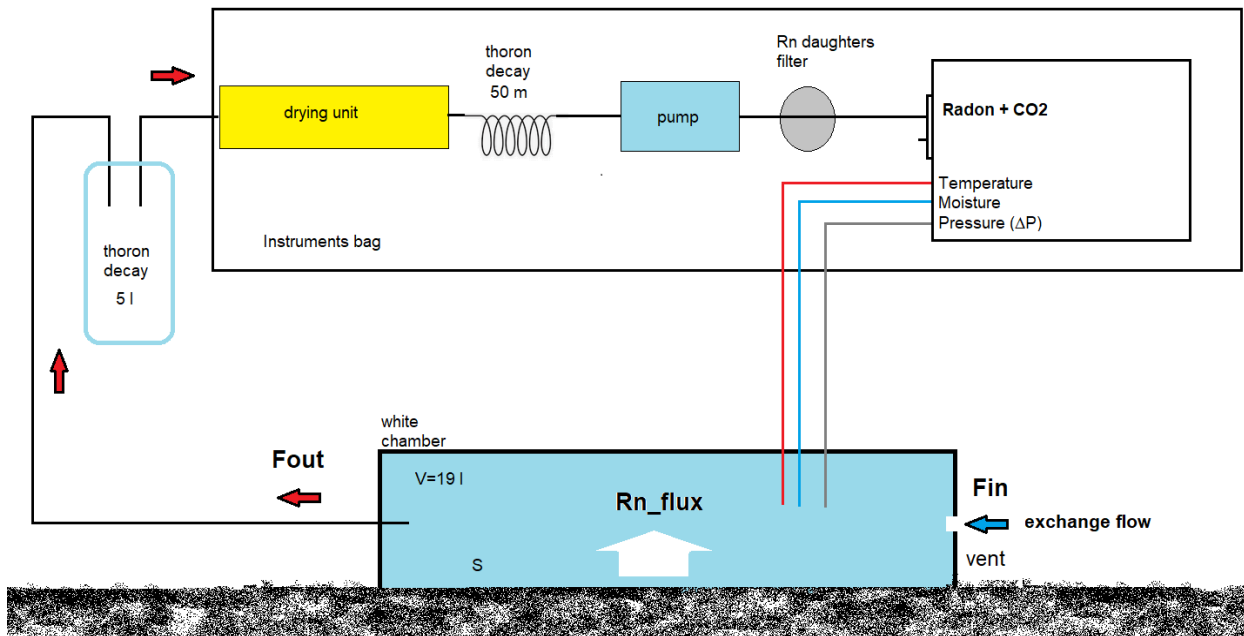 thoron
decay
50 m
Rn daughters
filter
drying unit
pump
Radon + CO2
Temperature
Moisture
Pressure (ΔP)
Instruments bag
thoron
decay
5 l
white
chamber
Fout
V=19 l
Rn_flux
Fin
exchange flow
vent
S